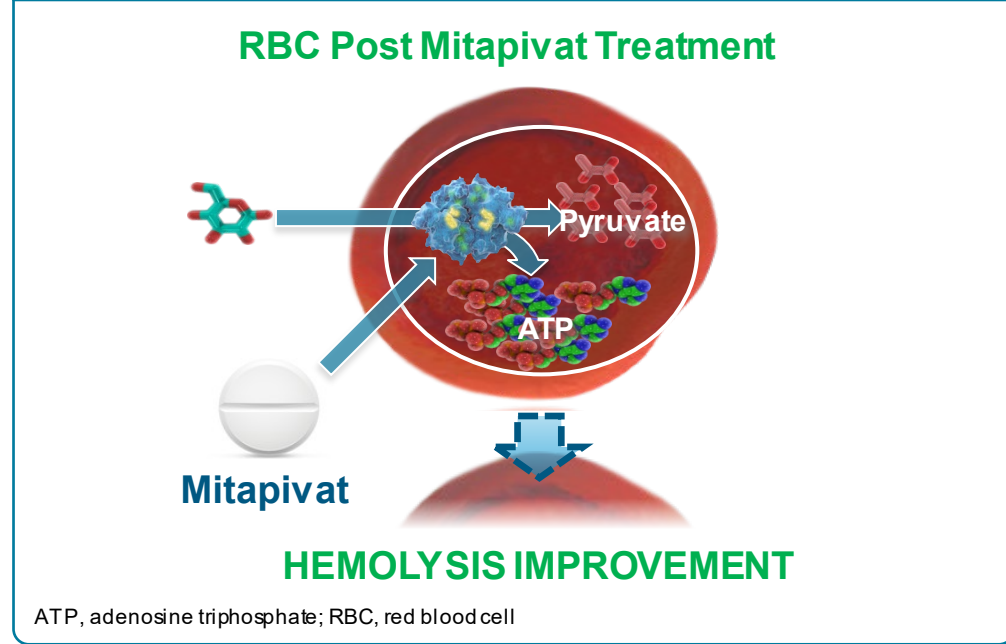 RBC Post Mitapivat Treatment
Pyruvate
ATP
Mitapivat
HEMOLYSIS IMPROVEMENT
ATP, adenosine triphosphate; RBC, red blood cell